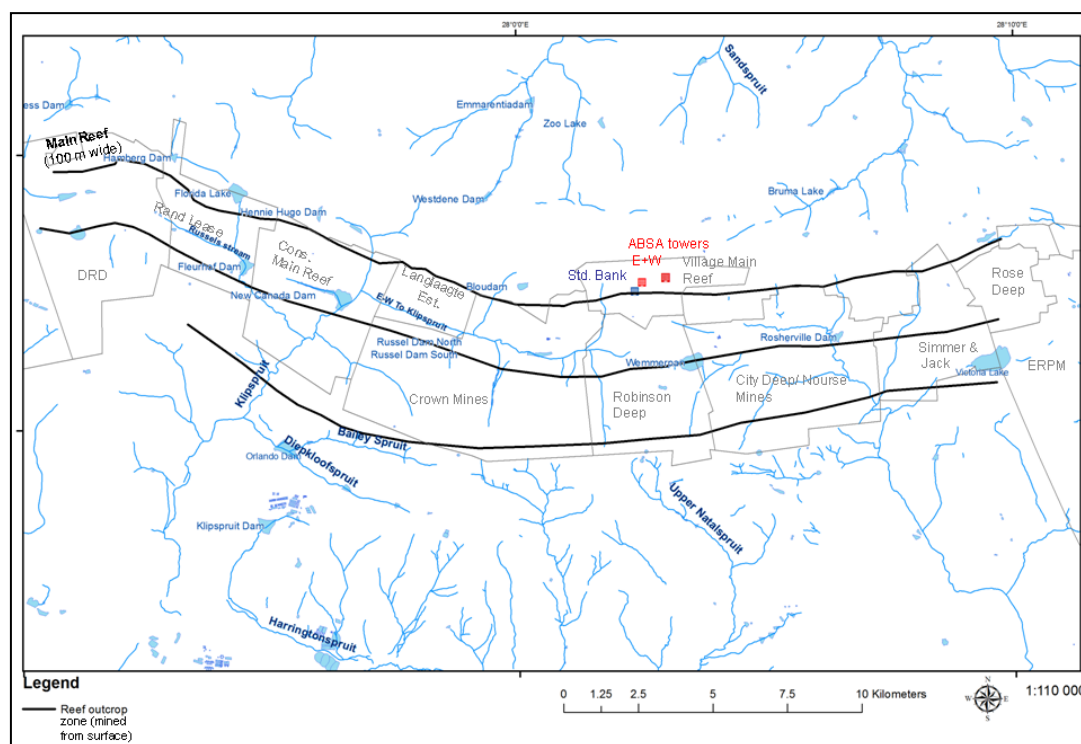 28°0'0"E
28°10'0"E
Sandspruit
ess Dam
Emmarentiadam
Zoo Lake
Main Reef
(100 m wide)
Hamberg Dam
Florida Lake
Westdene Dam
Bruma Lake
Hennie Hugo Dam
Rand Lease
Russels stream
Cons.
Main Reef
ABSA towers
E+W
Village Main
Reef
Std. Bank
DRD
Fleurhaf Dam
Langlaagte
Est.
Bloudam
Rose
Deep
New Canada Dam
E-W To Klipspruit
Russel Dam North
Russel Dam South
Rosherville Dam
Simmer &
Jack
Wemmerpan
Victoria Lake
ERPM
Klipspruit
Crown Mines
Robinson
Deep
City Deep/ Nourse
Mines
Bailey Spruit
Diepkloofspruit
Orlando Dam
Upper Natalspruit
Klipspruit Dam
Harringtonspruit
Legend
Reef outcrop
zone (mined
from surface)
0 1.25 2.5 5 7.5 10 Kilometers
N
W E
S
1:110 000